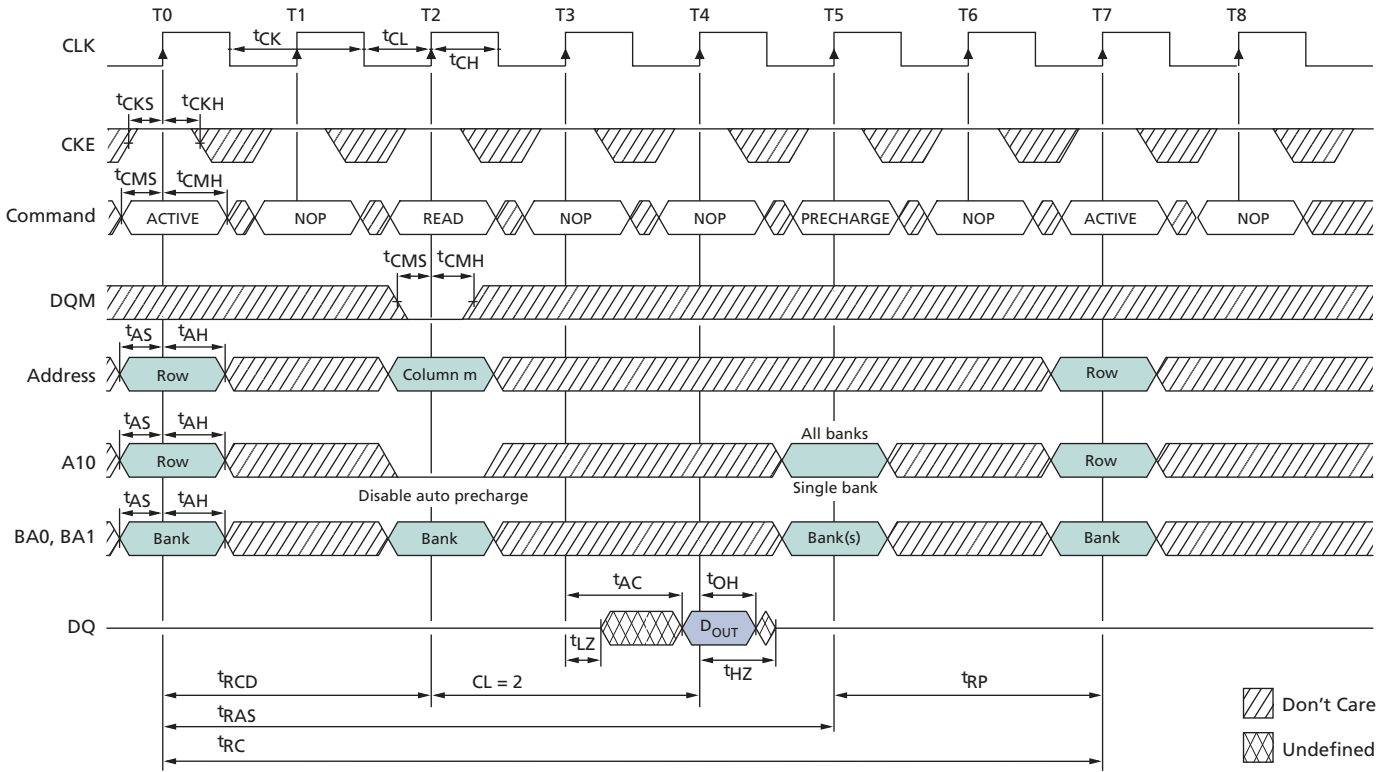 T0 T1 T2 T3 T4 T5 T6 T7 T8
CLK
tCK tCL
tCH
tCKS tCKH
CKE
tCMS tCMH
Command ACTIVE NOP READ NOP NOP PRECHARGE NOP ACTIVE NOP
tCMS tCMH
DQM
tAS tAH
Address Row Column m Row
tAS tAH
All banks
A10 Row Row
Disable auto precharge Single bank
tAS tAH
BA0, BA1 Bank Bank Bank(s) Bank
tAC tOH
DQ DOUT
tLZ tHZ
tRCD CL = 2 tRP
tRAS
tRC
Don't Care
Undefined